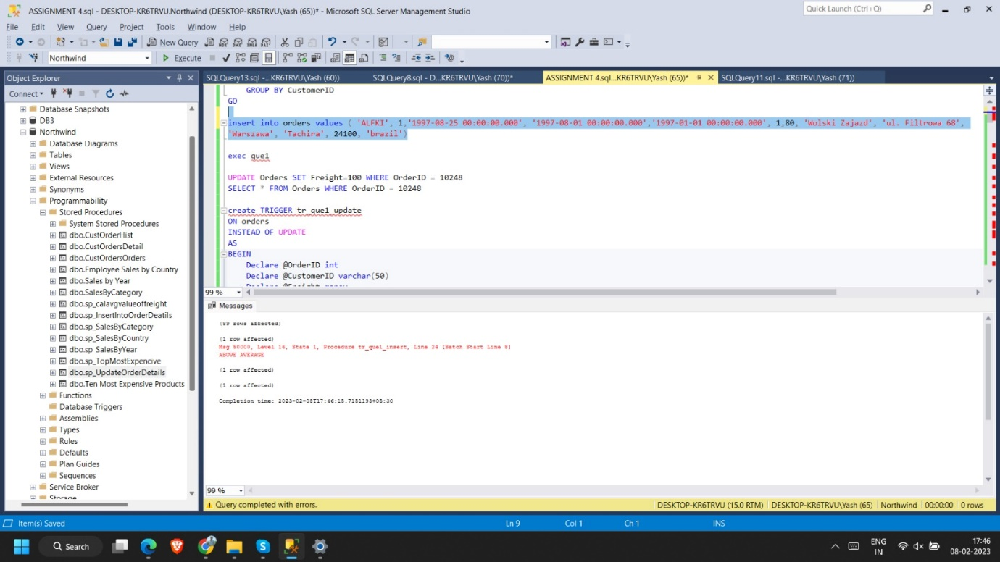 ASSIGNMENT 4.sql - DESKTOP-KR6TRVU.Northwind (DESKTOP-KR6TRVU\Yash (65))* - Microsoft SQL Server Management Studio
Quick Launch (Ctrl+Q)
File Edit View Query Project Tools Window Help
New Query
Northwind Execute
Object Explorer
SQLQuery13.sql -...KR6TRVU\Yash (60)) SQLQuery8.sql - D...KR6TRVU\Yash (70))* ASSIGNMENT 4.sql...KR6TRVU\Yash (65))* SQLQuery11.sql -...KR6TRVU\Yash (71))
Connect
Database Snapshots
DB3
Northwind
Database Diagrams
Tables
Views
External Resources
Synonyms
Programmability
Stored Procedures
System Stored Procedures
dbo.CustOrderHist
dbo.CustOrdersDetail
dbo.CustOrdersOrders
dbo.Employee Sales by Country
dbo.Sales by Year
dbo.SalesByCategory
dbo.sp_calavgvalueoffreight
dbo.sp_InsertIntoOrderDeatils
dbo.sp_SalesByCategory
dbo.sp_SalesByCountry
dbo.sp_SalesByYear
dbo.sp_TopMostExpencive
dbo.sp_UpdateOrderDetails
dbo.Ten Most Expensive Products
Functions
Database Triggers
Assemblies
Types
Rules
Defaults
Plan Guides
Sequences
Service Broker
Storage
GROUP BY CustomerID
GO
insert into orders values ( 'ALFKI', 1,'1997-08-25 00:00:00.000', '1997-08-01 00:00:00.000','1997-01-01 00:00:00.000', 1,80, 'Wolski Zajazd', 'ul. Filtrowa 68',
'Warszawa', 'Tachira', 24100, 'brazil')
exec que1
UPDATE Orders SET Freight=100 WHERE OrderID = 10248
SELECT * FROM Orders WHERE OrderID = 10248
create TRIGGER tr_que1_update
ON orders
INSTEAD OF UPDATE
AS
BEGIN
Declare @OrderID int
Declare @CustomerID varchar(50)
Declare @Freight money
99 %
Messages
(89 rows affected)
(1 row affected)
Msg 50000, Level 16, State 1, Procedure tr_que1_insert, Line 24 [Batch Start Line 8]
ABOVE AVERAGE
(1 row affected)
(1 row affected)
Completion time: 2023-02-08T17:46:15.7151193+05:30
99 %
Query completed with errors. DESKTOP-KR6TRVU (15.0 RTM) DESKTOP-KR6TRVU\Yash (65) Northwind 00:00:00 0 rows
Item(s) Saved Ln 9 Col 1 Ch 1 INS
Search
ENG
IN
17:46
08-02-2023